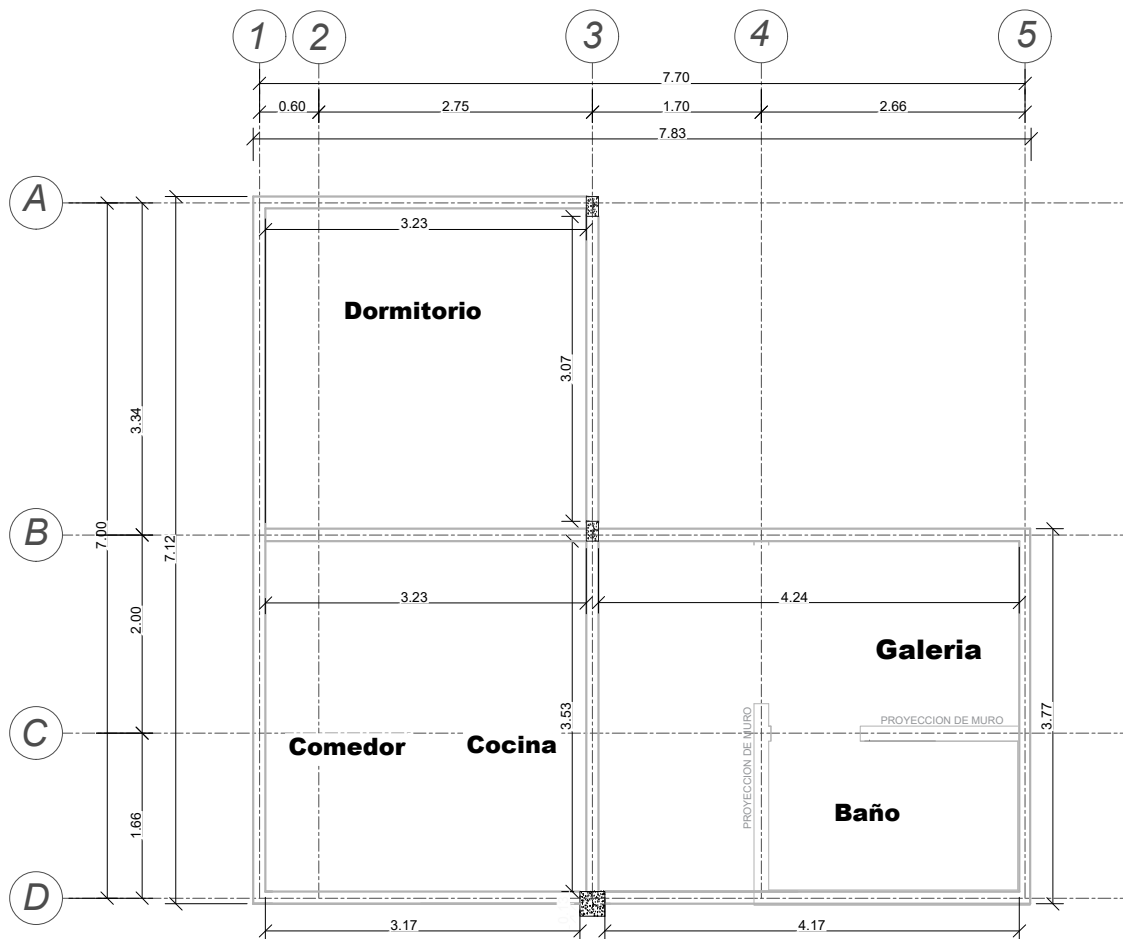 1 2 3 4 5
7.70
0.60 2.75 1.70 2.66
7.83
A
3.23
Dormitorio
3.07
3.34
7.00
7.12
B
3.23 4.24
2.00
Galeria
3.53
3.77
C
PROYECCION DE MURO
PROYECCION DE MURO
Comedor Cocina
Baño
1.66
D
3.17 4.17